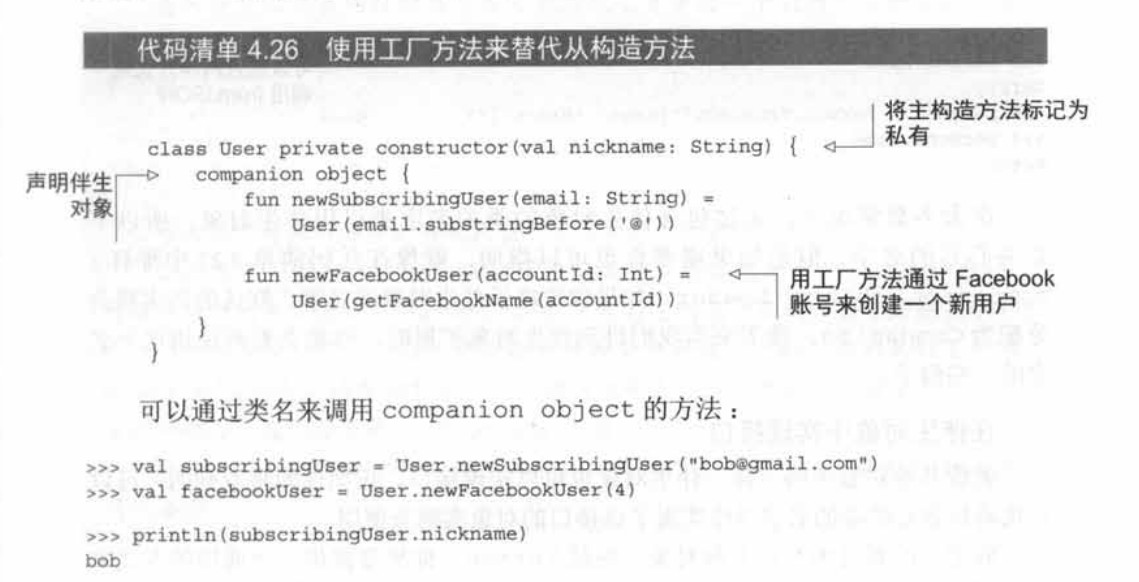 代码清单 4.26 使用工厂方法来替代从构造方法
将主构造方法标记为
私有
class User private constructor(val nickname: String) {
声明伴生
对象
companion object {
fun newSubscribingUser(email: String) =
User(email.substringBefore('@'))
fun newFacebookUser(accountId: Int) =
User(getFacebookName(accountId))
用工厂方法通过 Facebook
账号来创建一个新用户
}
}
可以通过类名来调用 companion object 的方法：
>>> val subscribingUser = User.newSubscribingUser("bob@gmail.com")
>>> val facebookUser = User.newFacebookUser(4)
>>> println(subscribingUser.nickname)
bob